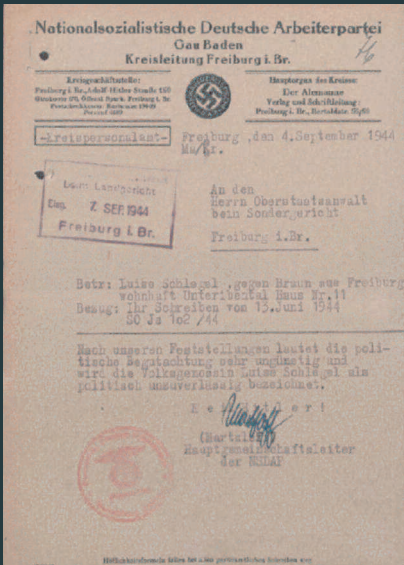 Nationalsozialistische Deutsche Arbeiterpartei
Gau Baden
Kreisleitung Freiburg i. Br.
Kreisgeschäftsstelle:
Freiburg i. Br., Adolf-Hitler-Straße
Hauptorgan des Kreises:
Der Alemanne
Verlag und Schriftleitung:
Freiburg i. Br.,
-Kreispersonalamt-
Freiburg ,den 4.September 1944
Landgericht
Eing. 7. SEP. 1944
Freiburg i. Br.
An den
Herrn Oberstaatsanwalt
beim Sondergericht
Freiburg i.Br.
Betr: Luise Schlegel ,gegen Braun aus Freiburg
wohnhaft Unteribental Haus Nr.11
Bezug: Ihr Schreiben vom 13.Juni 1944
SO Js 102 /44
Nach unseren Feststellungen lautet die poli-
tische Begutachtung sehr ungünstig und
wird die Volksgenossin Luise Schlegel als
politisch unzuverlässig bezeichnet.
Hauptgemeinschaftsleiter
der NSDAP